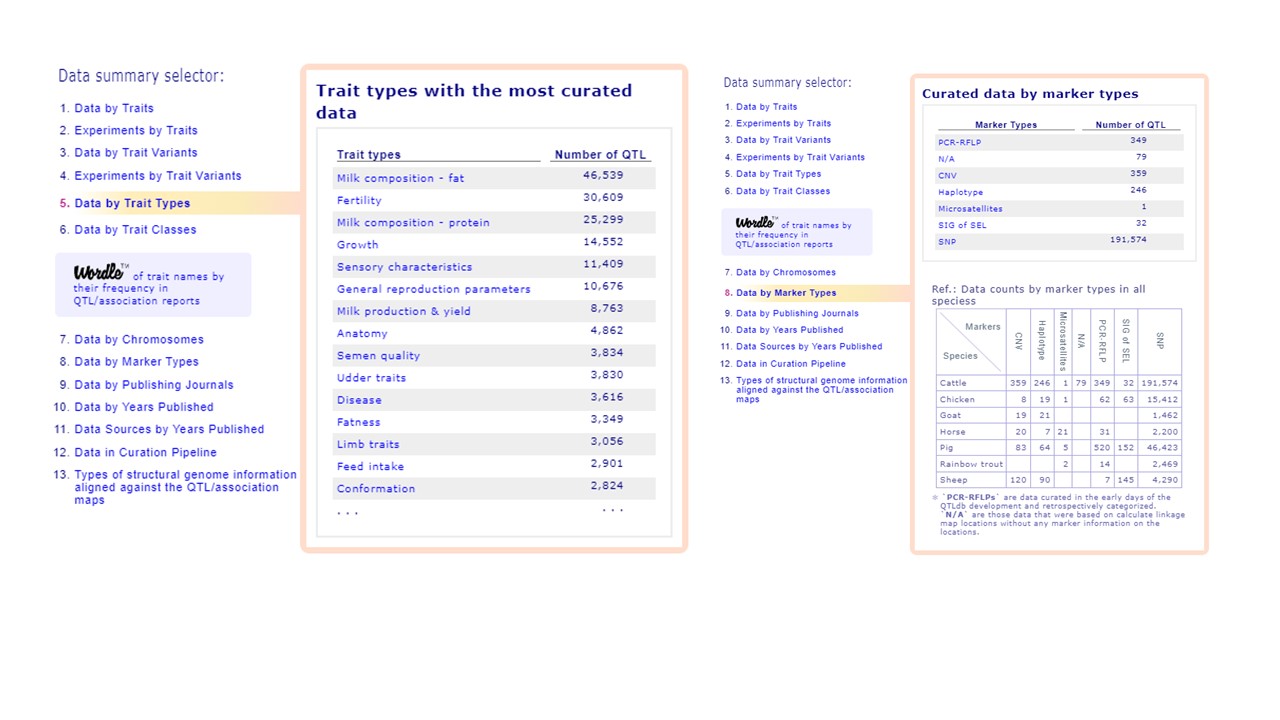 Data summary selector:
1. Data by Traits
2. Experiments by Traits
3. Data by Trait Variants
4. Experiments by Trait Variants
5. Data by Trait Types
6. Data by Trait Classes
Wordle™ of trait names by
their frequency in
QTL/association reports
7. Data by Chromosomes
8. Data by Marker Types
9. Data by Publishing Journals
10. Data by Years Published
11. Data Sources by Years Published
12. Data in Curation Pipeline
13. Types of structural genome information
aligned against the QTL/association
maps
Trait types with the most curated
data
Trait types Number of QTL
Milk composition - fat 46,539
Fertility 30,609
Milk composition - protein 25,299
Growth 14,552
Sensory characteristics 11,409
General reproduction parameters 10,676
Milk production & yield 8,763
Anatomy 4,862
Semen quality 3,834
Udder traits 3,830
Disease 3,616
Fatness 3,349
Limb traits 3,056
Feed intake 2,901
Conformation 2,824
. . . . . .
Data summary selector:
1. Data by Traits
2. Experiments by Traits
3. Data by Trait Variants
4. Experiments by Trait Variants
5. Data by Trait Types
6. Data by Trait Classes
Wordle™ of trait names by
their frequency in
QTL/association reports
7. Data by Chromosomes
8. Data by Marker Types
9. Data by Publishing Journals
10. Data by Years Published
11. Data Sources by Years Published
12. Data in Curation Pipeline
13. Types of structural genome information
aligned against the QTL/association
maps
Curated data by marker types
Marker Types Number of QTL
PCR-RFLP 349
N/A 79
CNV 359
Haplotype 246
Microsatellites 1
SIG of SEL 32
SNP 191,574
Ref.: Data counts by marker types in all
speciess
Markers Species CNV Haplotype Microsatellites N/A PCR-RFLP SIG of SEL SNP
Cattle 359 246 1 79 349 32 191,574
Chicken 8 19 1 62 63 15,412
Goat 19 21 1,462
Horse 20 7 21 31 2,200
Pig 83 64 5 520 152 46,423
Rainbow trout 2 14 2,469
Sheep 120 90 7 145 4,290
* `PCR-RFLPs` are data curated in the early days of the
QTLdb development and retrospectively categorized.
`N/A` are those data that were based on calculate linkage
map locations without any marker information on the
locations.